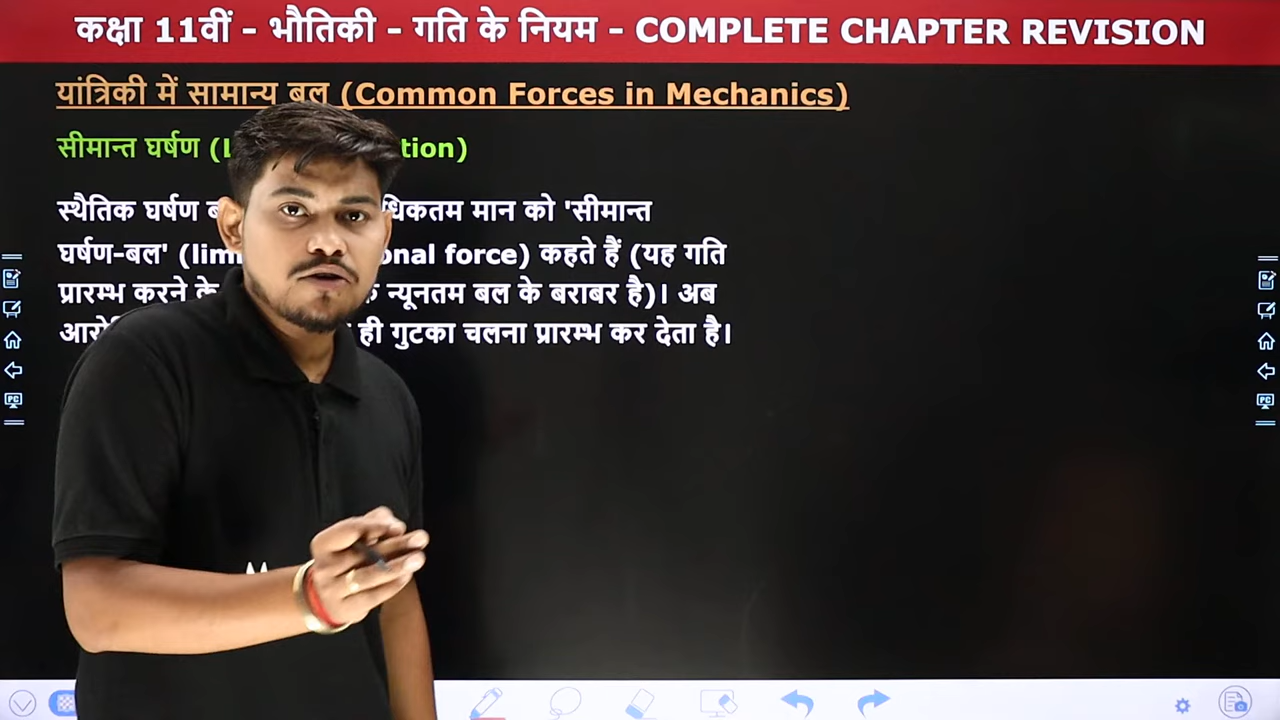 कक्षा 11वीं - भौतिकी - गति के नियम - COMPLETE CHAPTER REVISION
यांत्रिकी में सामान्य बल (Common Forces in Mechanics)
सीमान्त घर्षण (L tion)
स्थैतिक घर्षण धिकतम मान को 'सीमान्त
घर्षण-बल' (lim onal force) कहते हैं (यह गति
प्रारम्भ करने के न्यूनतम बल के बराबर है)। अब
ही गुटका चलना प्रारम्भ कर देता है।
PC
PC